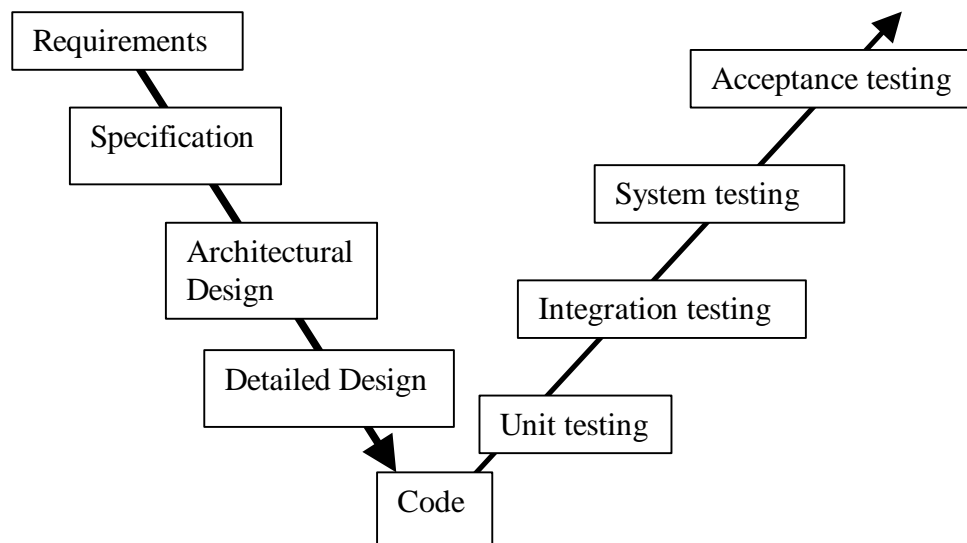 Requirements
Specification
Architectural
Design
Detailed Design
Code
Unit testing
Integration testing
System testing
Acceptance testing